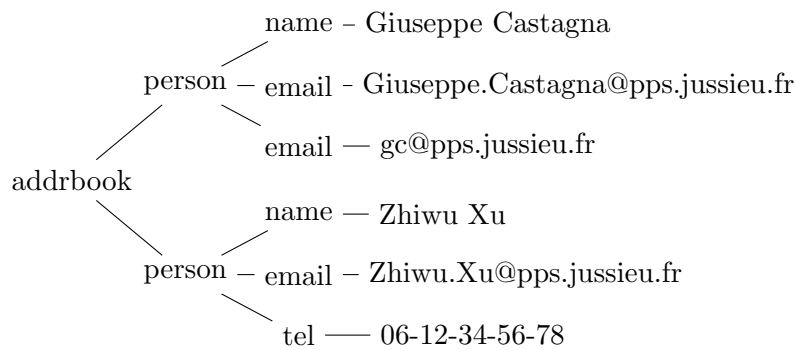 name – Giuseppe Castagna
person – email – Giuseppe.Castagna@pps.jussieu.fr
email — gc@pps.jussieu.fr
addrbook
name — Zhiwu Xu
person – email – Zhiwu.Xu@pps.jussieu.fr
tel — 06-12-34-56-78